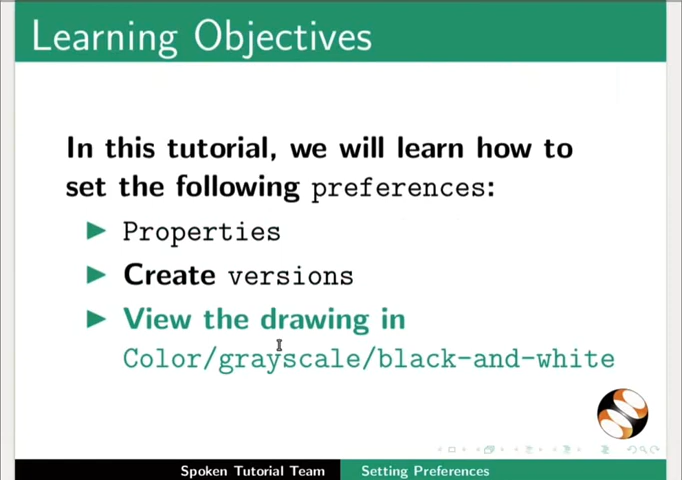 Learning Objectives
In this tutorial, we will learn how to
set the following preferences:
Properties
Create versions
View the drawing in
Color/grayscale/black-and-white
Spoken Tutorial Team
Setting Preferences